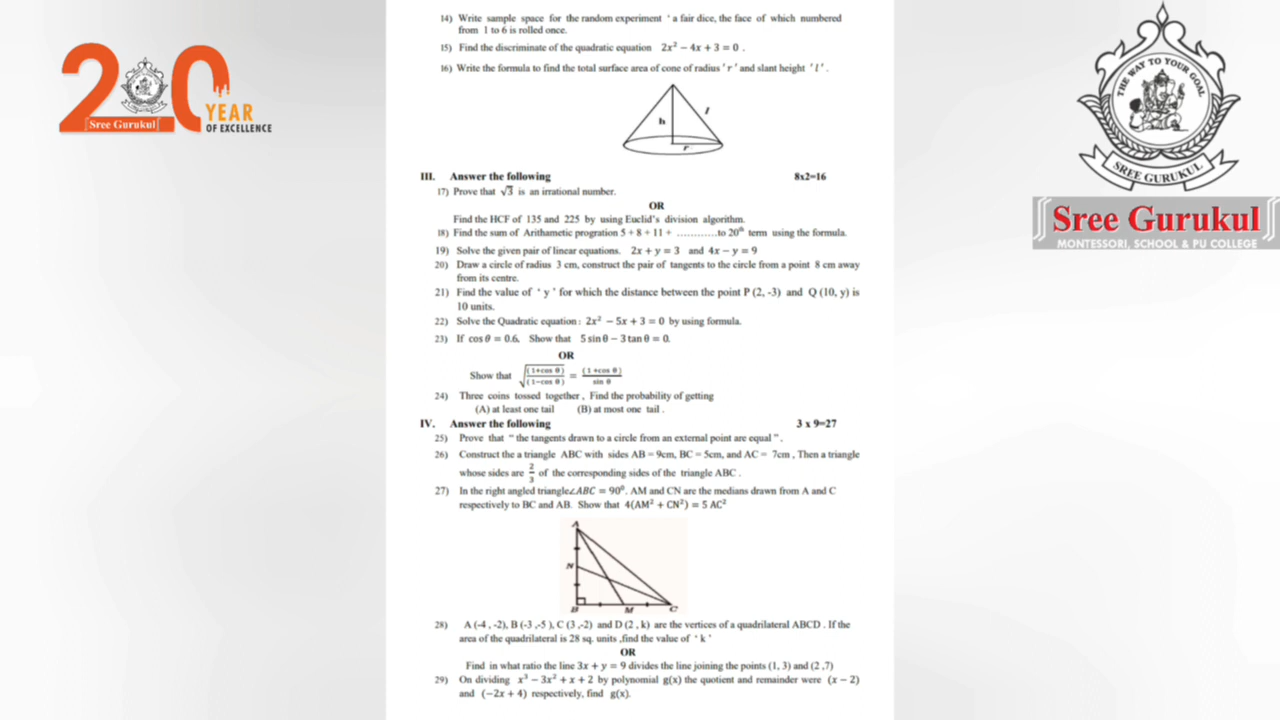 200
YEAR
OF EXCELLENCE
Sree Gurukul
THE WAY TO YOUR GOAL
SREE GURUKUL
Sree Gurukul
MONTESSORI, SCHOOL & PU COLLEGE
14) Write sample space for the random experiment ' a fair dice, the face of which numbered
from 1 to 6 is rolled once.
15) Find the discriminate of the quadratic equation 2x² − 4x + 3 = 0 .
16) Write the formula to find the total surface area of cone of radius ' r ' and slant height ' l ' .
h
l
r
III. Answer the following 8x2=16
17) Prove that √3 is an irrational number.
OR
Find the HCF of 135 and 225 by using Euclid's division algorithm.
18) Find the sum of Arithametic progration 5 + 8 + 11 + ............to 20th term using the formula.
19) Solve the given pair of linear equations. 2x + y = 3 and 4x − y = 9
20) Draw a circle of radius 3 cm, construct the pair of tangents to the circle from a point 8 cm away
from its centre.
21) Find the value of ' y ' for which the distance between the point P (2, -3) and Q (10, y) is
10 units.
22) Solve the Quadratic equation : 2x² − 5x + 3 = 0 by using formula.
23) If cos θ = 0.6, Show that 5 sin θ − 3 tan θ = 0.
OR
Show that √((1+cos θ)/(1−cos θ)) = (1 +cos θ)/sin θ
24) Three coins tossed together , Find the probability of getting
(A) at least one tail (B) at most one tail .
IV. Answer the following 3 x 9=27
25) Prove that " the tangents drawn to a circle from an external point are equal " .
26) Construct the a triangle ABC with sides AB = 9cm, BC = 5cm, and AC = 7cm , Then a triangle
whose sides are 2/3 of the corresponding sides of the triangle ABC .
27) In the right angled triangle∠ABC = 90⁰. AM and CN are the medians drawn from A and C
respectively to BC and AB. Show that 4(AM² + CN²) = 5 AC²
A
N
B M C
28) A (-4 , -2), B (-3 ,-5 ), C (3 ,-2) and D (2 , k) are the vertices of a quadrilateral ABCD . If the
area of the quadrilateral is 28 sq. units ,find the value of ' k '
OR
Find in what ratio the line 3x + y = 9 divides the line joining the points (1, 3) and (2 ,7)
29) On dividing x³ − 3x² + x + 2 by polynomial g(x) the quotient and remainder were (x − 2)
and (−2x + 4) respectively, find g(x).